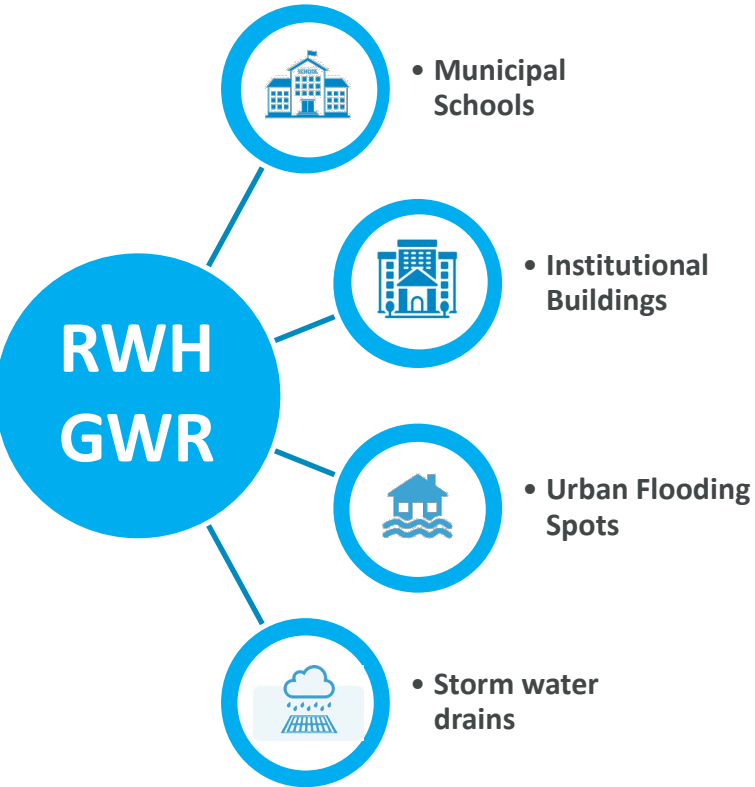 SCHOOL
• Municipal
Schools
• Institutional
Buildings
RWH
GWR
• Urban Flooding
Spots
• Storm water
drains